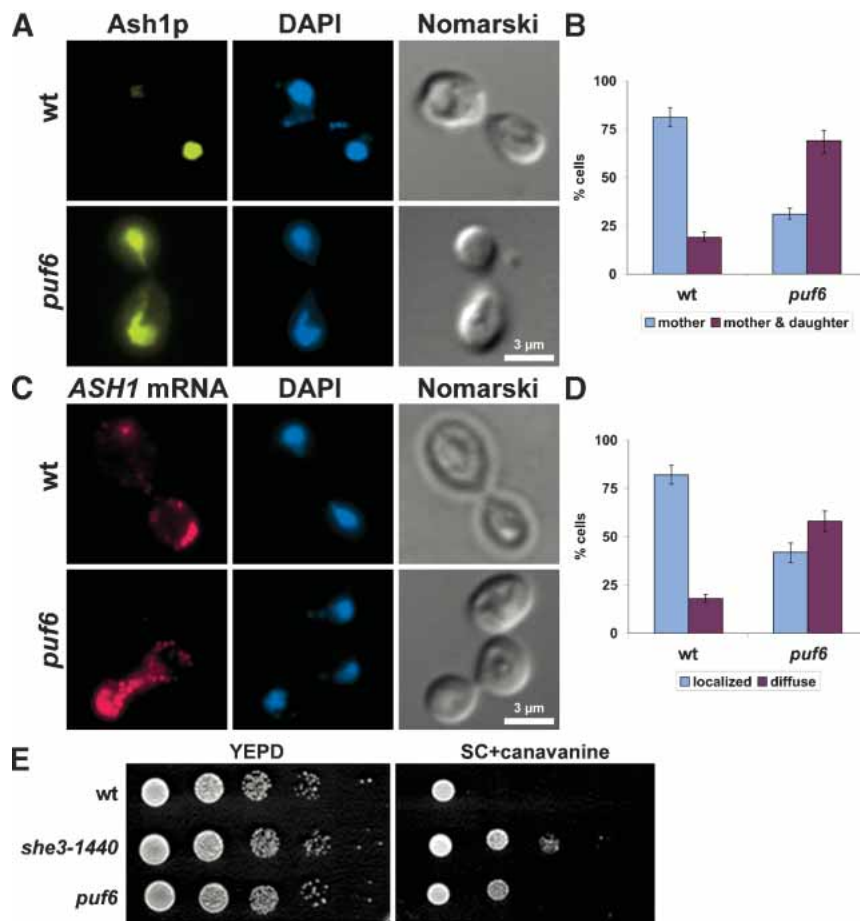 A Ash1p DAPI Nomarski
wt
puf6
3 µm
B
% cells
100
75
50
25
0
wt puf6
mother mother & daughter
C ASH1 mRNA DAPI Nomarski
wt
puf6
3 µm
D
% cells
100
75
50
25
0
wt puf6
localized diffuse
E YEPD SC+canavanine
wt
she3-1440
puf6